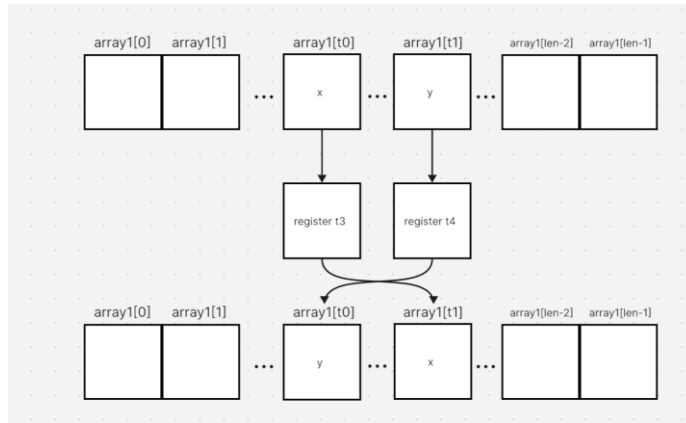 array1[0] array1[1] array1[t0] array1[t1] array1[len-2] array1[len-1]
... x ... y ...
register t3 register t4
array1[0] array1[1] array1[t0] array1[t1] array1[len-2] array1[len-1]
... y ... x ...